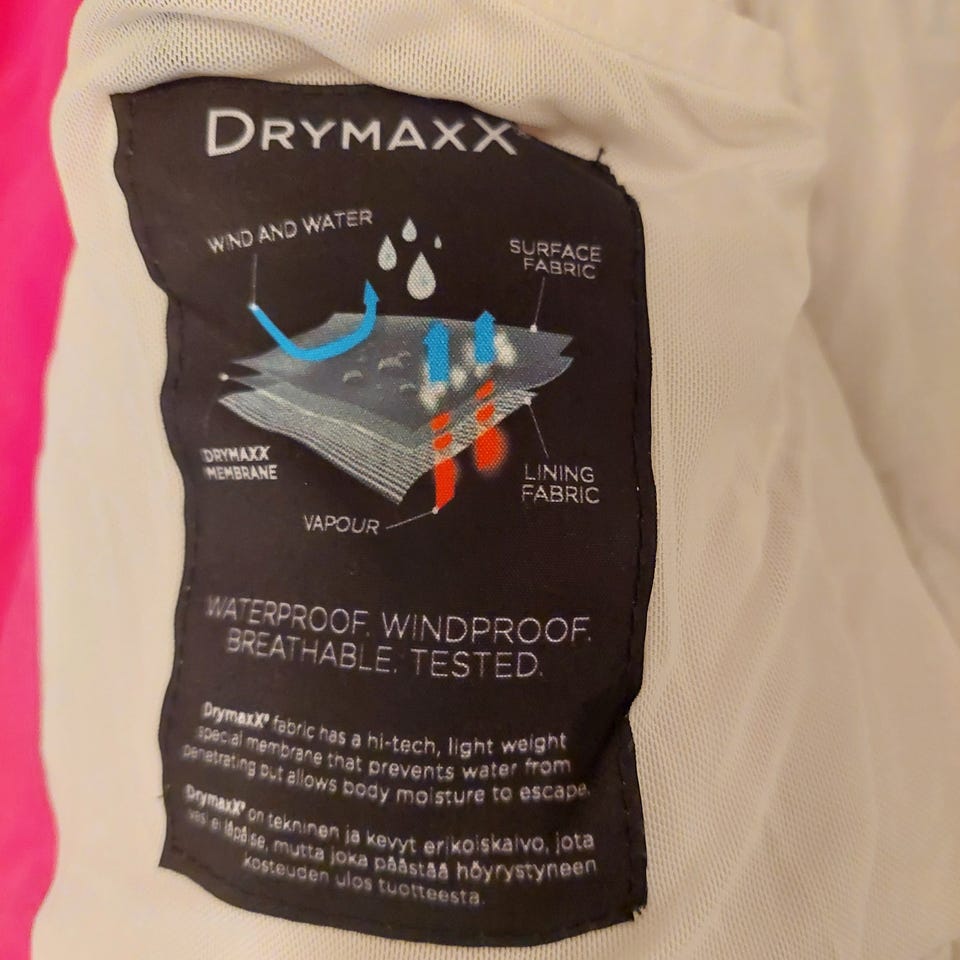 DRYMAXX
WIND AND WATER
SURFACE
FABRIC
DRYMAXX
MEMBRANE
LINING
FABRIC
VAPOUR
WATERPROOF. WINDPROOF.
BREATHABLE. TESTED.
DrymaxX® fabric has a hi-tech, light weight
special membrane that prevents water from
penetrating but allows body moisture to escape.
DrymaxX® on tekninen ja kevyt erikoiskalvo, jota
vesi ei läpäise, mutta joka päästää höyrystyneen
kosteuden ulos tuotteesta.